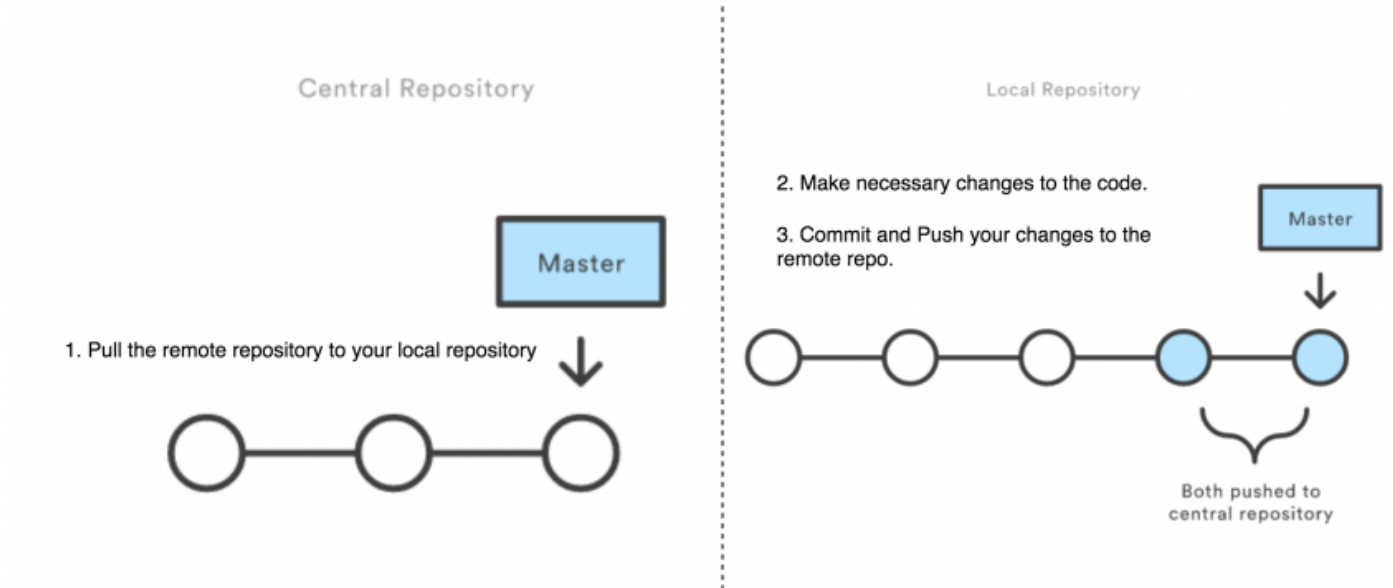 Central Repository
Master
1. Pull the remote repository to your local repository
Local Repository
2. Make necessary changes to the code.
3. Commit and Push your changes to the
remote repo.
Master
Both pushed to
central repository